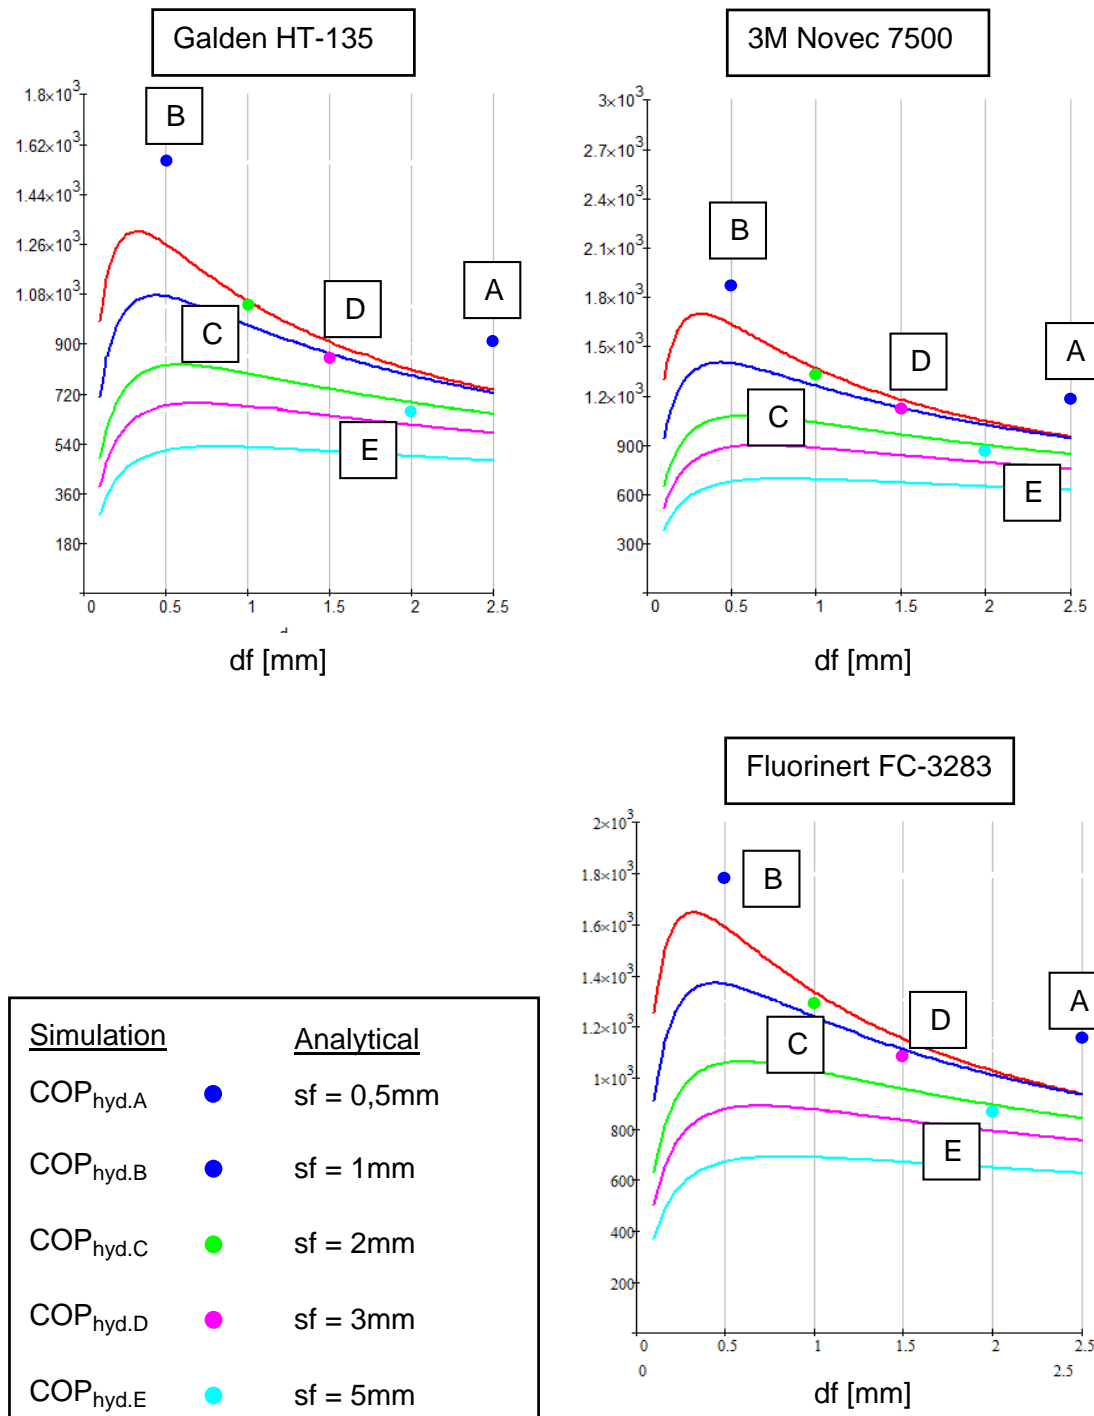 Galden HT-135
1.8×10³
1.62×10³
1.44×10³
1.26×10³
1.08×10³
900
720
540
360
180
B
A
D
C
E
0 0.5 1 1.5 2 2.5
df [mm]
3M Novec 7500
3×10³
2.7×10³
2.4×10³
2.1×10³
1.8×10³
1.5×10³
1.2×10³
900
600
300
B
A
D
C
E
0 0.5 1 1.5 2 2.5
df [mm]
Fluorinert FC-3283
2×10³
1.8×10³
1.6×10³
1.4×10³
1.2×10³
1×10³
800
600
400
200
B
A
D
C
E
0.5 1 1.5 2 2.5
0 2.5
df [mm]
Simulation Analytical
COPhyd.A sf = 0,5mm
COPhyd.B sf = 1mm
COPhyd.C sf = 2mm
COPhyd.D sf = 3mm
COPhyd.E sf = 5mm